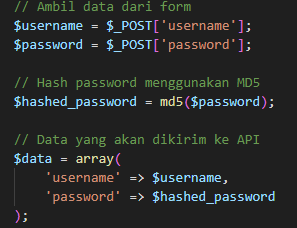 // Ambil data dari form
$username = $_POST['username'];
$password = $_POST['password'];
// Hash password menggunakan MD5
$hashed_password = md5($password);
// Data yang akan dikirim ke API
$data = array(
    'username' => $username,
    'password' => $hashed_password
);